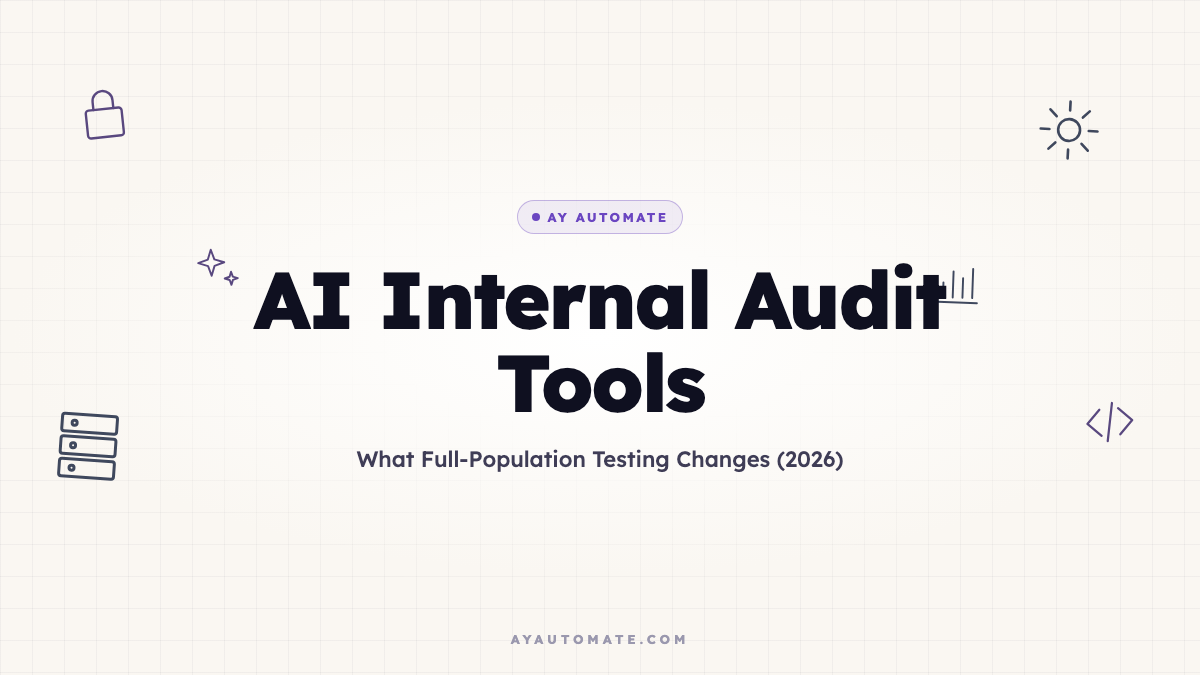 AY AUTOMATE
AI Internal Audit
Tools
What Full-Population Testing Changes (2026)
AYAUTOMATE.COM